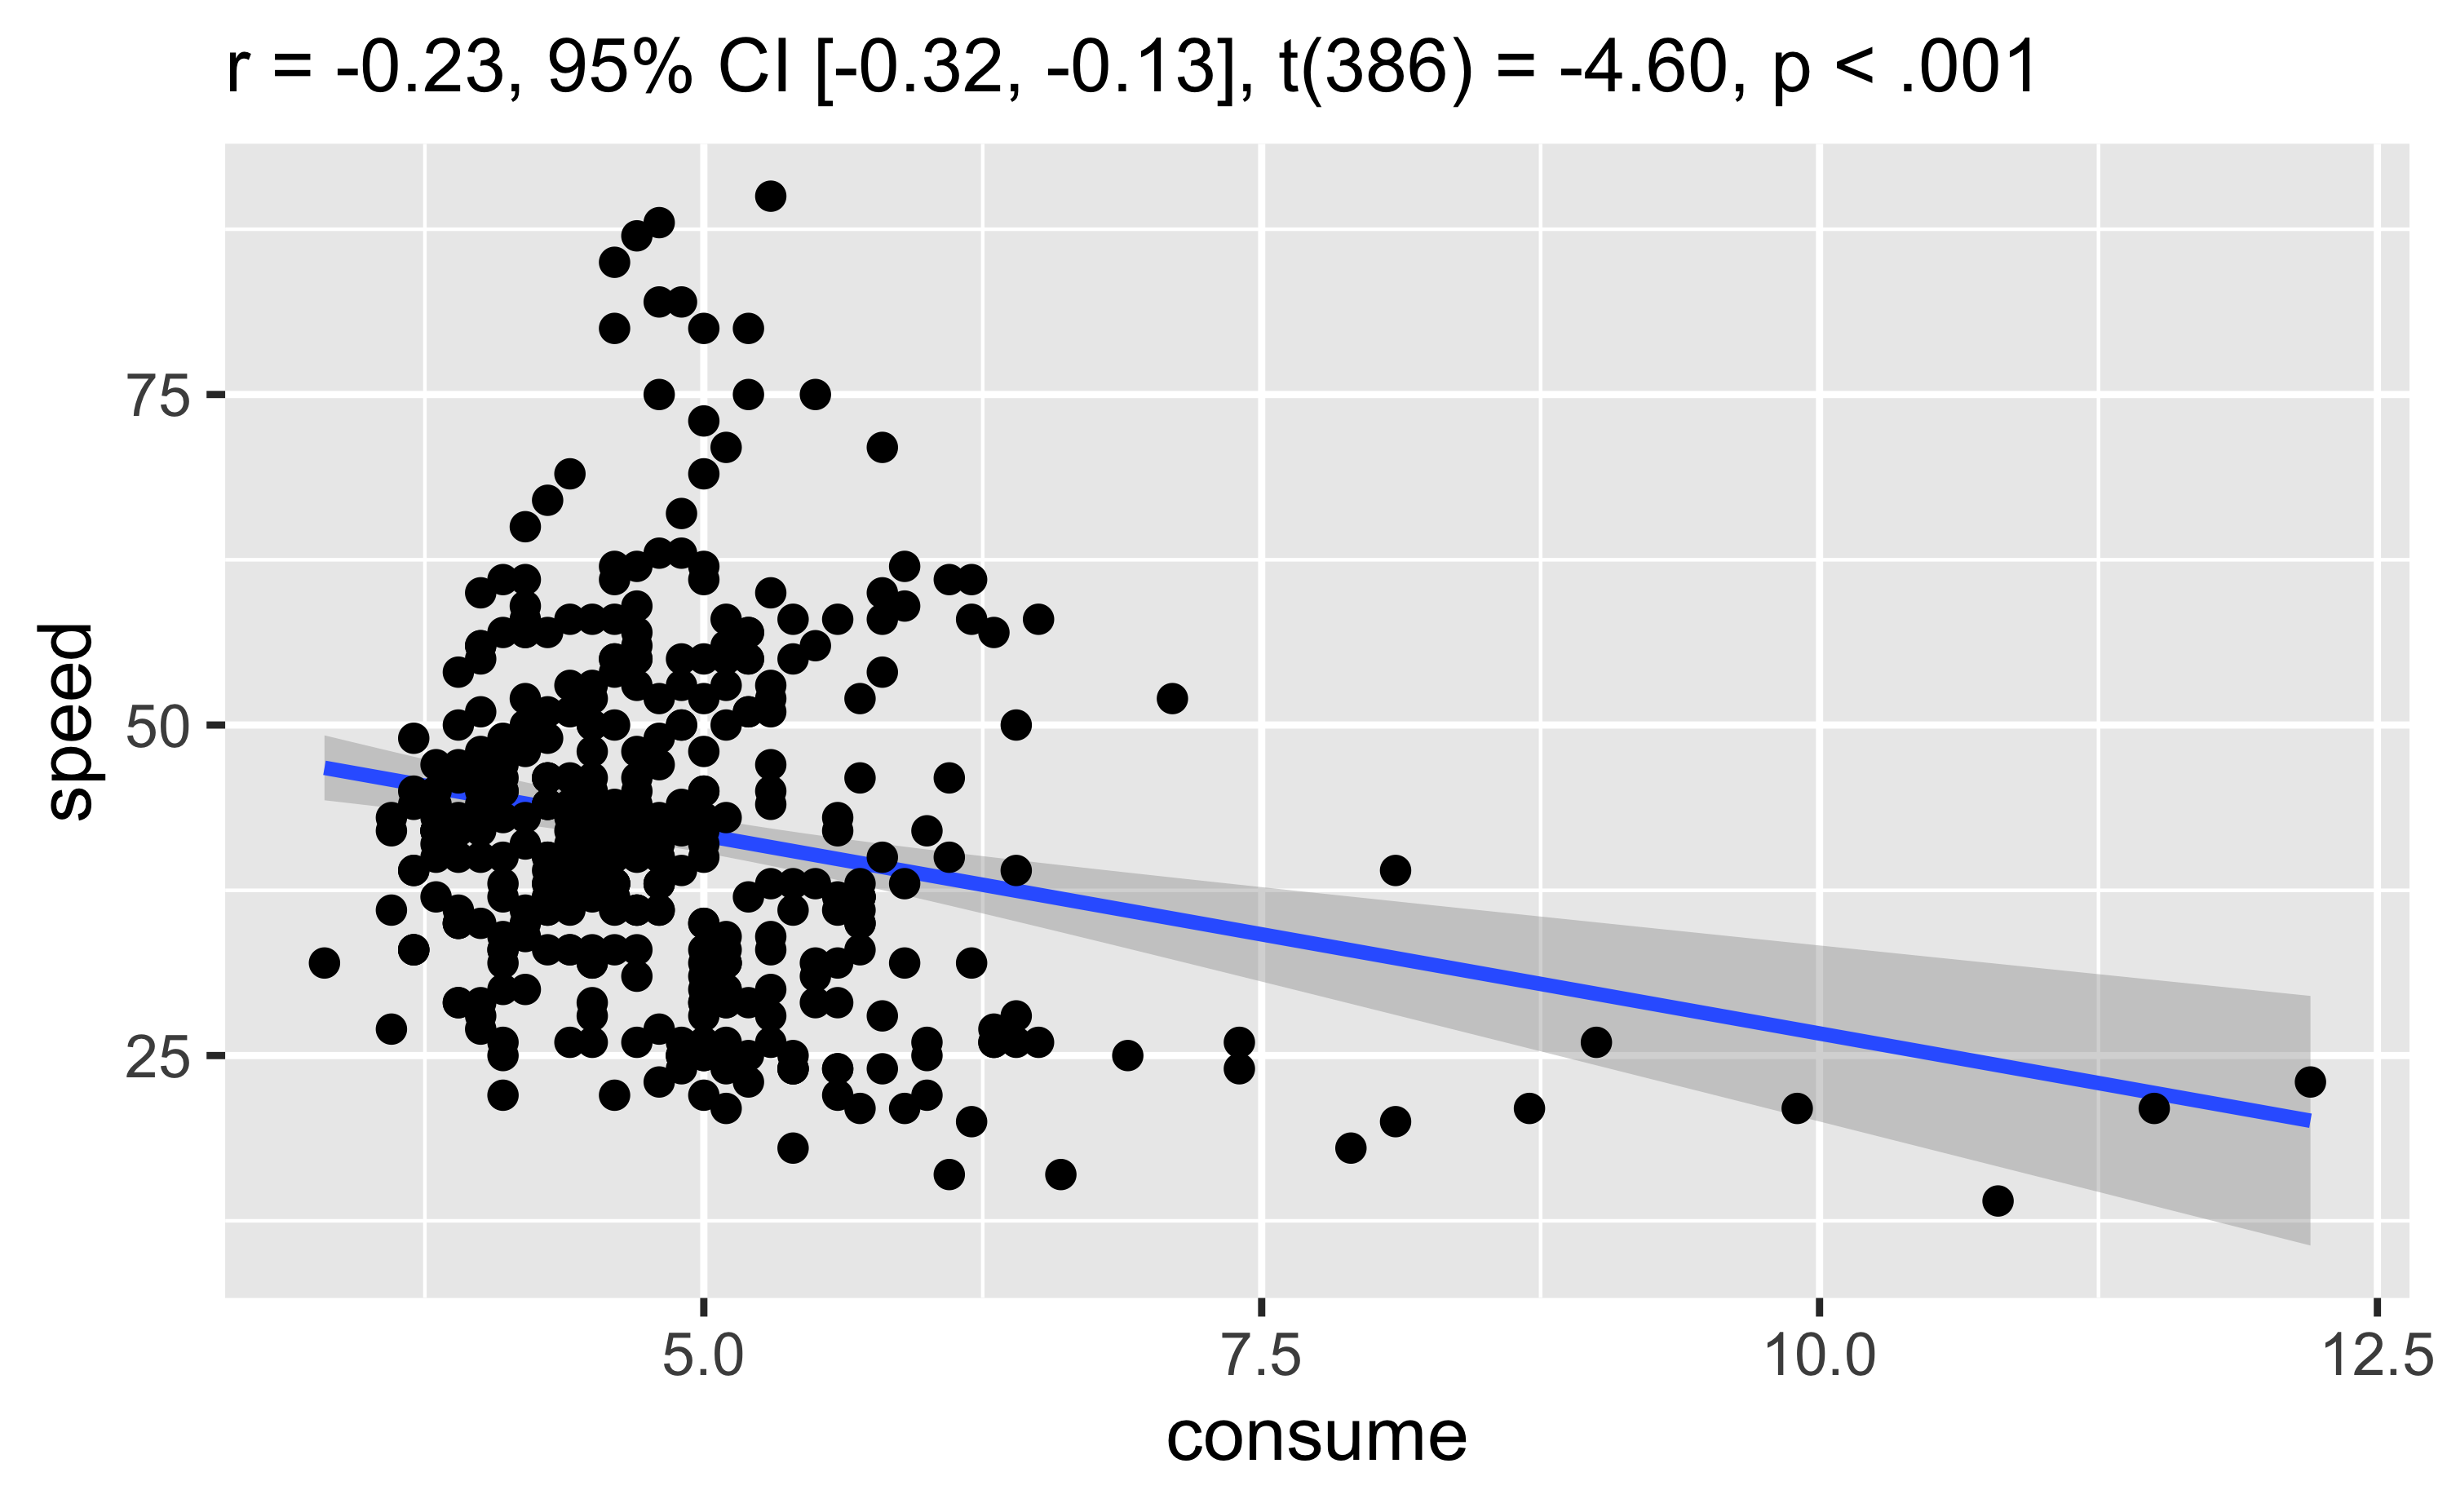 r = -0.23, 95% CI [-0.32, -0.13], t(386) = -4.60, p < .001
75
50
25
speed
5.0 7.5 10.0 12.5
consume